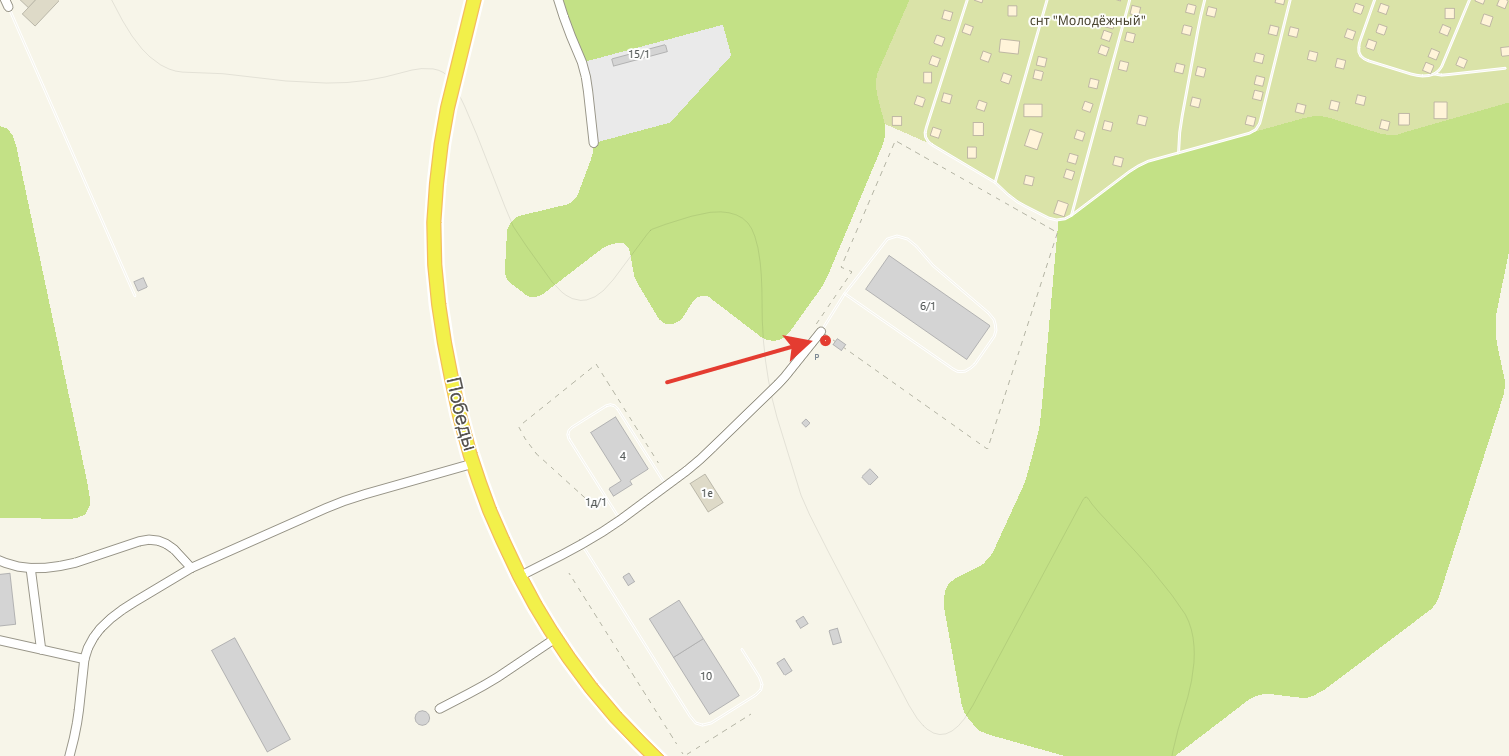 снт "Молодёжный"
15/1
6/1
Р
Победы
4
1е
1д/1
10